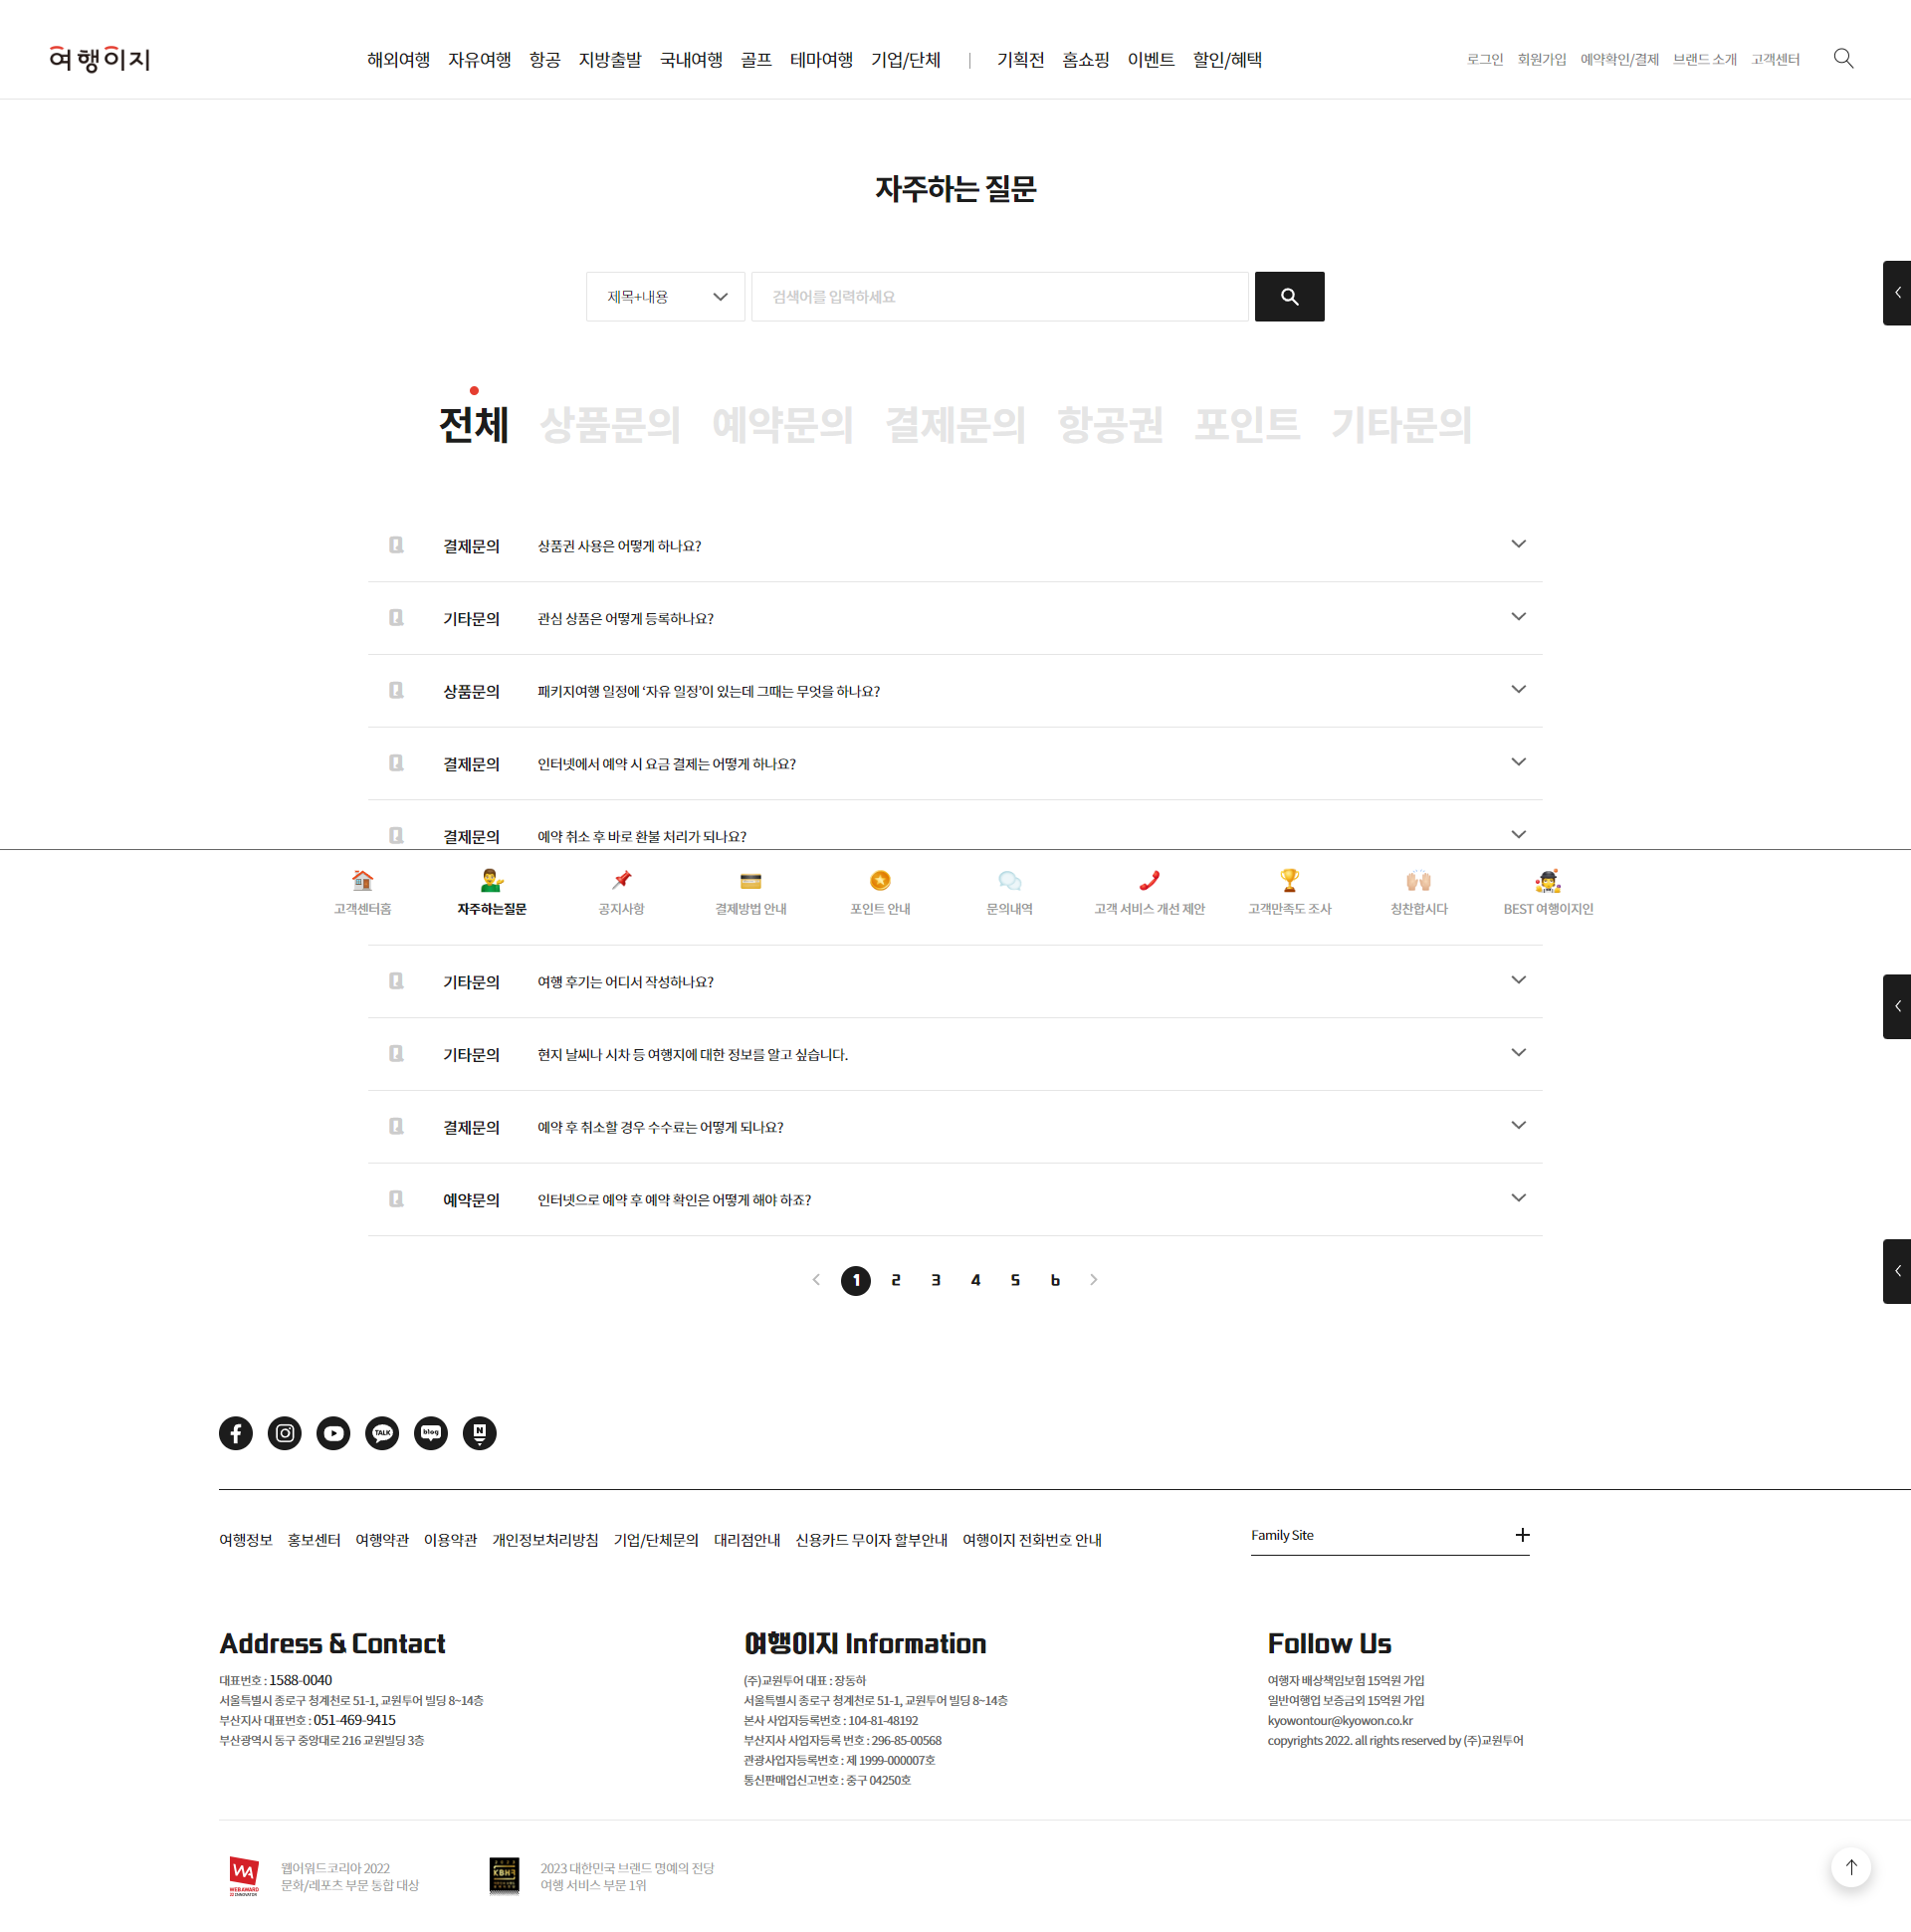 여행이지
해외여행 자유여행 항공 지방출발 국내여행 골프 테마여행 기업/단체 | 기획전 홈쇼핑 이벤트 할인/혜택
로그인 회원가입 예약확인/결제 브랜드 소개 고객센터
자주하는 질문
제목+내용
검색어를 입력하세요
전체 상품문의 예약문의 결제문의 항공권 포인트 기타문의
결제문의 상품권 사용은 어떻게 하나요?
기타문의 관심 상품은 어떻게 등록하나요?
상품문의 패키지여행 일정에 ‘자유 일정’이 있는데 그때는 무엇을 하나요?
결제문의 인터넷에서 예약 시 요금 결제는 어떻게 하나요?
결제문의 예약 취소 후 바로 환불 처리가 되나요?
고객센터홈 자주하는질문 공지사항 결제방법 안내 포인트 안내 문의내역 고객 서비스 개선 제안 고객만족도 조사 칭찬합시다 BEST 여행이지인
기타문의 여행 후기는 어디서 작성하나요?
기타문의 현지 날씨나 시차 등 여행지에 대한 정보를 알고 싶습니다.
결제문의 예약 후 취소할 경우 수수료는 어떻게 되나요?
예약문의 인터넷으로 예약 후 예약 확인은 어떻게 해야 하죠?
1 2 3 4 5 6
TALK
blog
N
여행정보 홍보센터 여행약관 이용약관 개인정보처리방침 기업/단체문의 대리점안내 신용카드 무이자 할부안내 여행이지 전화번호 안내
Family Site
Address & Contact
대표번호 : 1588-0040
서울특별시 종로구 청계천로 51-1, 교원투어 빌딩 8~14층
부산지사 대표번호 : 051-469-9415
부산광역시 동구 중앙대로 216 교원빌딩 3층
여행이지 Information
(주)교원투어 대표 : 장동하
서울특별시 종로구 청계천로 51-1, 교원투어 빌딩 8~14층
본사 사업자등록번호 : 104-81-48192
부산지사 사업자등록 번호 : 296-85-00568
관광사업자등록번호 : 제 1999-000007호
통신판매업신고번호 : 중구 04250호
Follow Us
여행자 배상책임보험 15억원 가입
일반여행업 보증금외 15억원 가입
kyowontour@kyowon.co.kr
copyrights 2022. all rights reserved by (주)교원투어
WA
WEBAWARD
웹어워드코리아 2022
문화/레포츠 부문 통합 대상
KBHF
2023 대한민국 브랜드 명예의 전당
여행 서비스 부문 1위